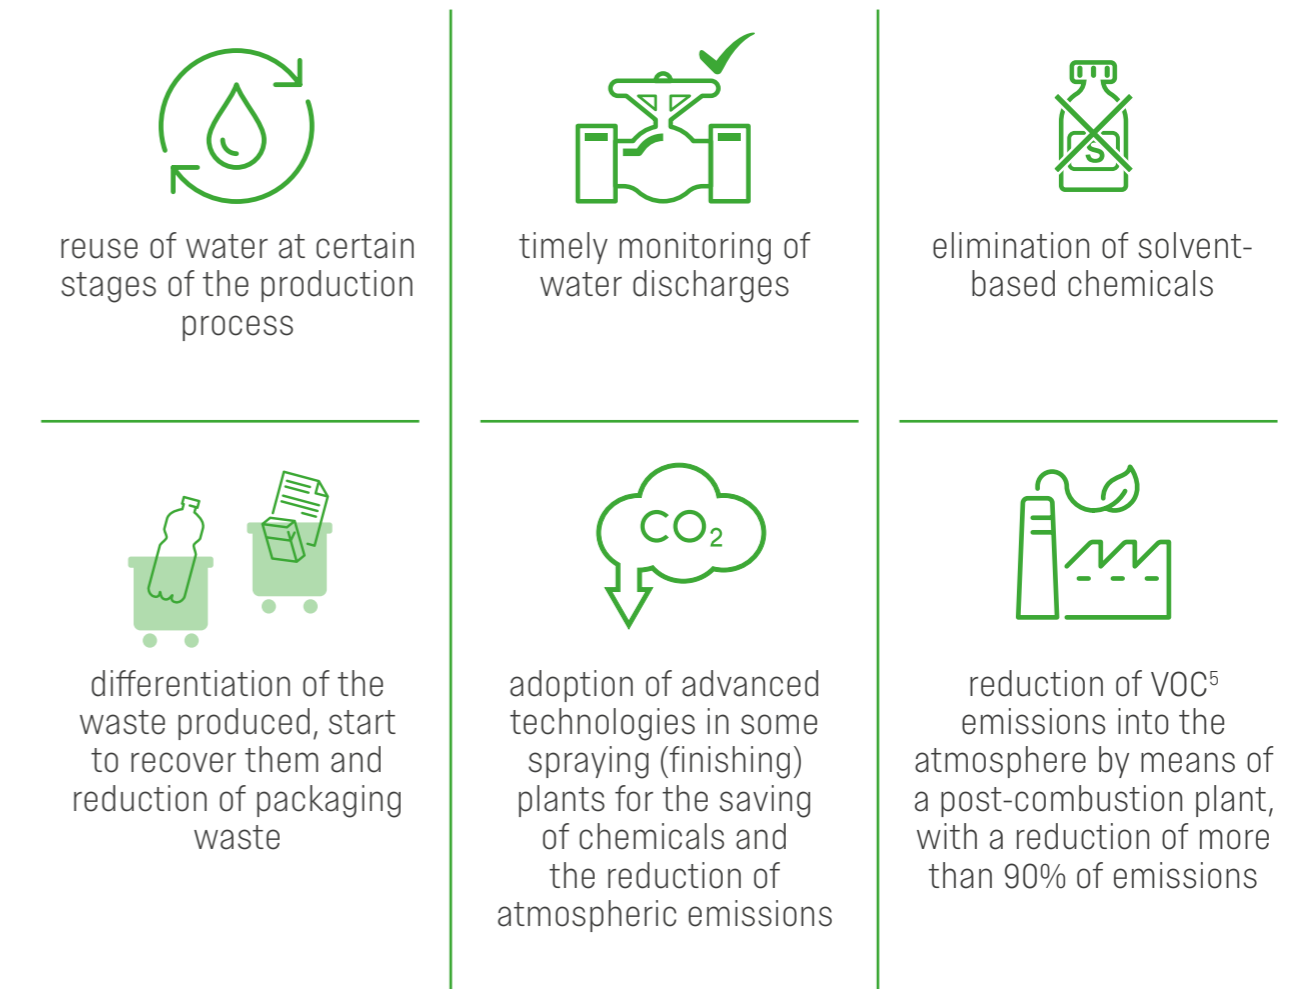 reuse of water at certain
stages of the production
process
timely monitoring of
water discharges
S
elimination of solvent-
based chemicals
differentiation of the
waste produced, start
to recover them and
reduction of packaging
waste
CO₂
adoption of advanced
technologies in some
spraying (finishing)
plants for the saving
of chemicals and
the reduction of
atmospheric emissions
reduction of VOC⁵
emissions into the
atmosphere by means of
a post-combustion plant,
with a reduction of more
than 90% of emissions